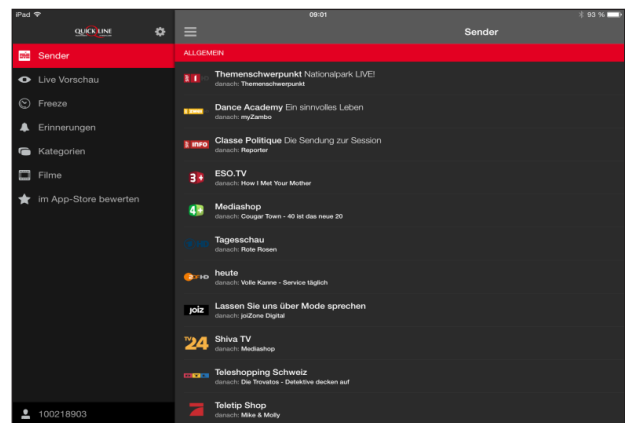 iPad 09:01 93 %
QUICKLINE
Sender
Sender
Live Vorschau
Freeze
Erinnerungen
Kategorien
Filme
im App-Store bewerten
100218903
ALLGEMEIN
Themenschwerpunkt Nationalpark LIVE!
danach: Themenschwerpunkt
Dance Academy Ein sinnvolles Leben
danach: myZambo
INFO Classe Politique Die Sendung zur Session
danach: Reporter
3+ ESO.TV
danach: How I Met Your Mother
4+ Mediashop
danach: Cougar Town - 40 ist das neue 20
Tagesschau
danach: Rote Rosen
ZDF HD heute
danach: Volle Kanne - Service täglich
joiz Lassen Sie uns über Mode sprechen
danach: joiZone Digital
TV24 Shiva TV
danach: Mediashop
Teleshopping Schweiz
danach: Die Trovatos - Detektive decken auf
Teletip Shop
danach: Mike & Molly